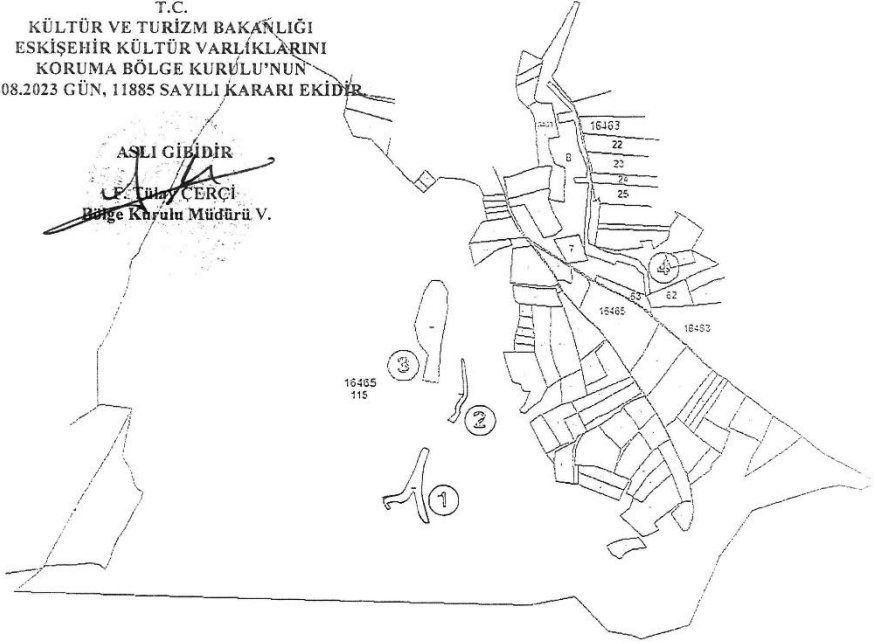 T.C.
KÜLTÜR VE TURİZM BAKANLIĞI
ESKİŞEHİR KÜLTÜR VARLIKLARINI
KORUMA BÖLGE KURULU'NUN
08.2023 GÜN, 11885 SAYILI KARARI EKİDİR.
ASLI GİBİDİR
F. Tülay ÇERÇİ
Bölge Kurulu Müdürü V.
16463
22
8
23
24
25
7
4
63
62
16465
16463
3
16465
115
2
1